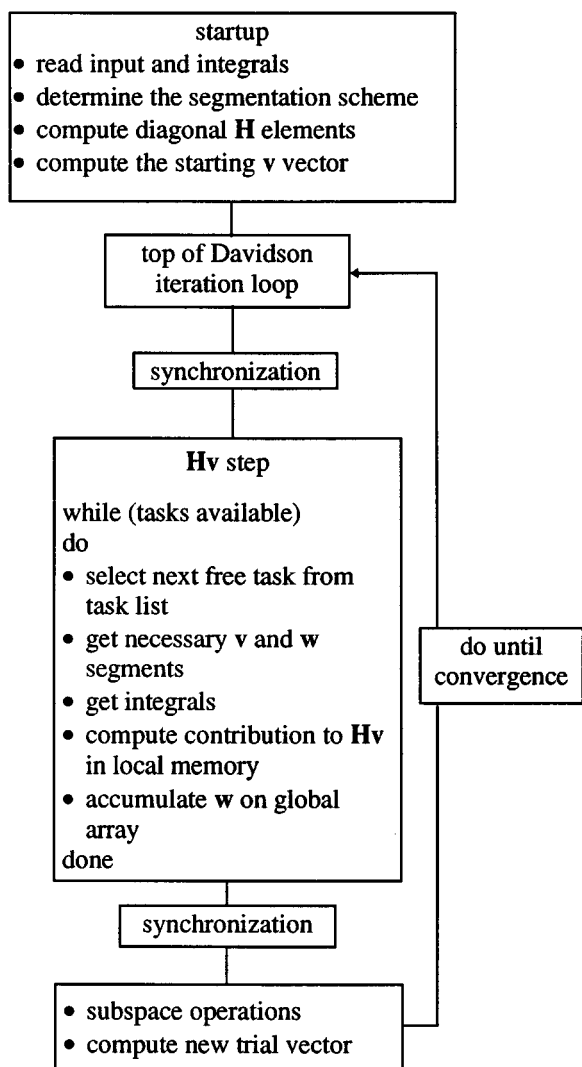 startup
• read input and integrals
• determine the segmentation scheme
• compute diagonal H elements
• compute the starting v vector
top of Davidson
iteration loop
synchronization
Hv step
while (tasks available)
do
• select next free task from
task list
• get necessary v and w
segments
• get integrals
• compute contribution to Hv
in local memory
• accumulate w on global
array
done
do until
convergence
synchronization
• subspace operations
• compute new trial vector